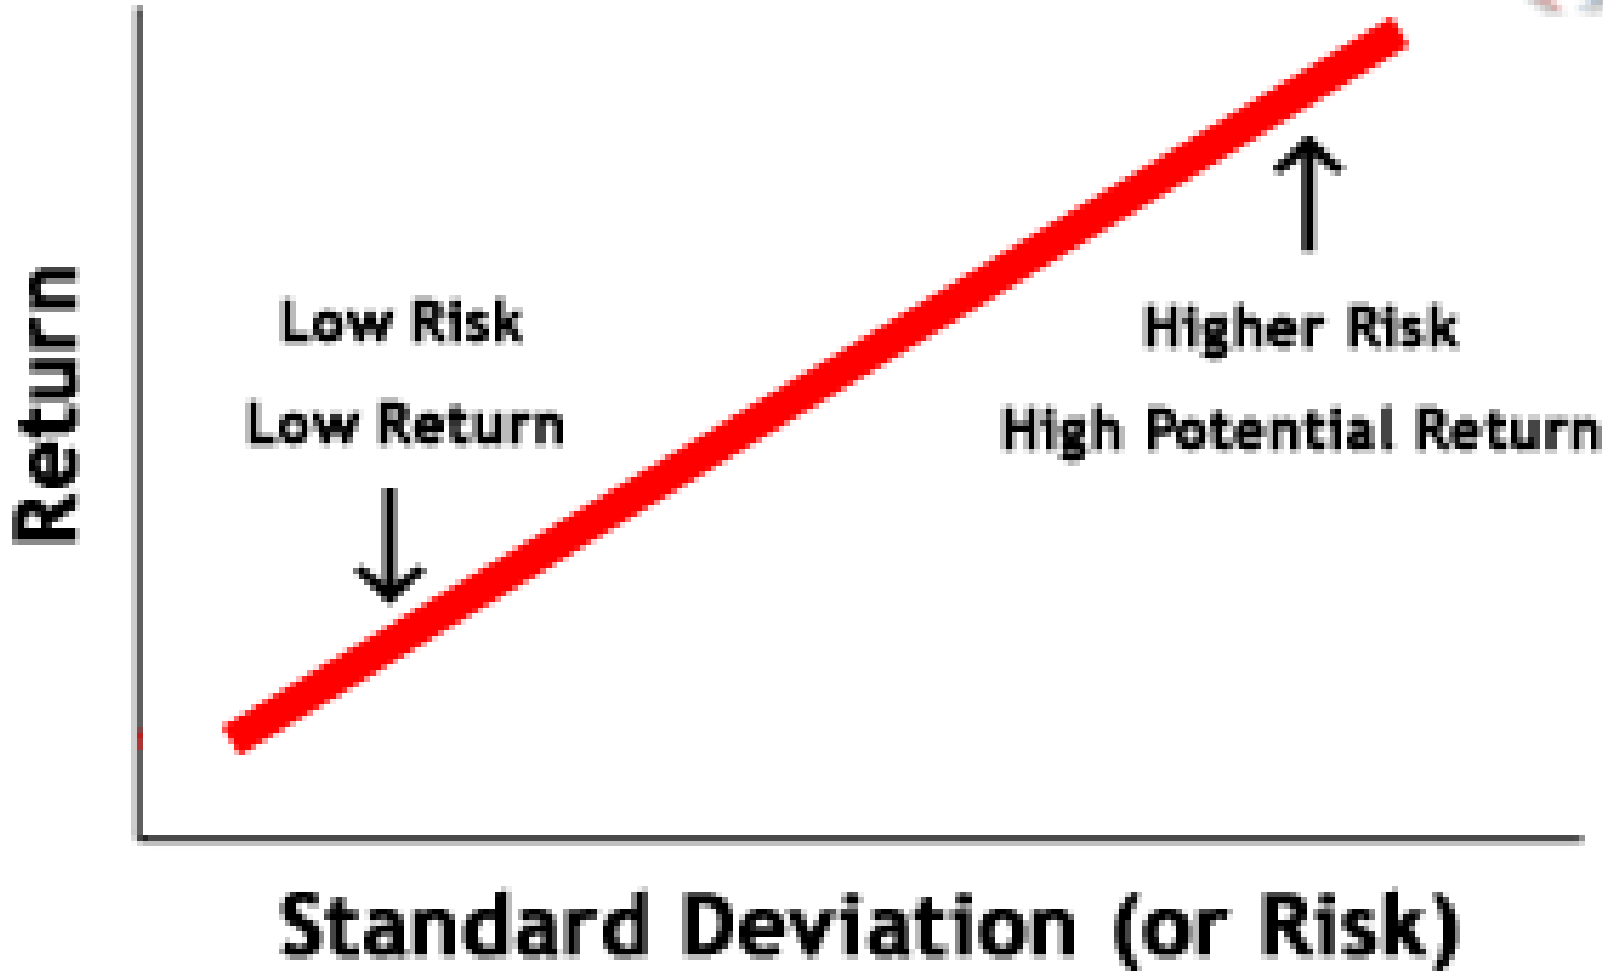 Return
Low Risk
Low Return
Higher Risk
High Potential Return
Standard Deviation (or Risk)